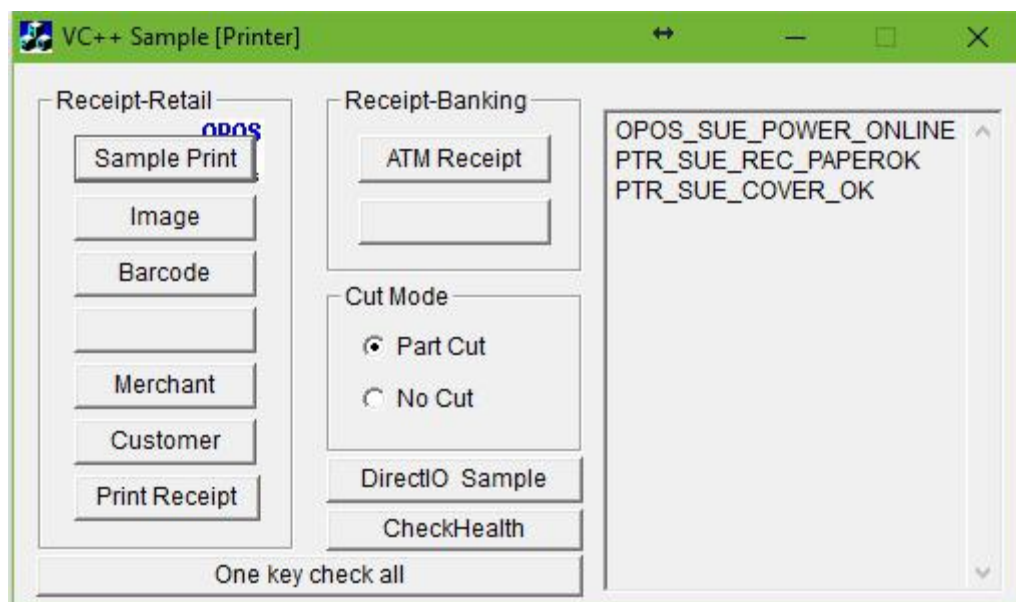 VC++ Sample [Printer]
Receipt-Retail
OPOS
Sample Print
Image
Barcode
Merchant
Customer
Print Receipt
Receipt-Banking
ATM Receipt
Cut Mode
Part Cut
No Cut
DirectIO Sample
CheckHealth
One key check all
OPOS_SUE_POWER_ONLINE
PTR_SUE_REC_PAPEROK
PTR_SUE_COVER_OK